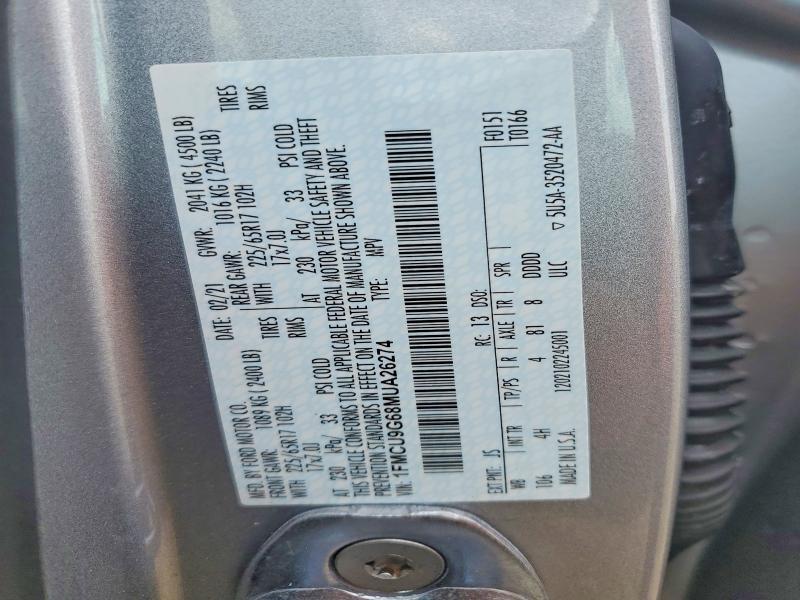 MFD. BY FORD MOTOR CO.
DATE: 02/21 GVWR: 2041 KG ( 4500 LB)
FRONT GAWR: 1089 KG ( 2400 LB) REAR GAWR: 1016 KG ( 2240 LB)
WITH 225/65R17 102H TIRES WITH 225/65R17 102H TIRES
17x7.0J RIMS 17x7.0J RIMS
AT 230 kPa/ 33 PSI COLD AT 230 kPa/ 33 PSI COLD
THIS VEHICLE CONFORMS TO ALL APPLICABLE FEDERAL MOTOR VEHICLE SAFETY AND THEFT
PREVENTION STANDARDS IN EFFECT ON THE DATE OF MANUFACTURE SHOWN ABOVE.
VIN: 1FMCU9G68MUA26274 TYPE: MPV
F0151
T0166
EXT PNT: JS RC: 13 DSO:
WB INT TR TP/PS R AXLE TR SPR
106 4H 4 81 8 DDDD
MADE IN U.S.A. 120210224500I ULC
5U5A-3520472-AA